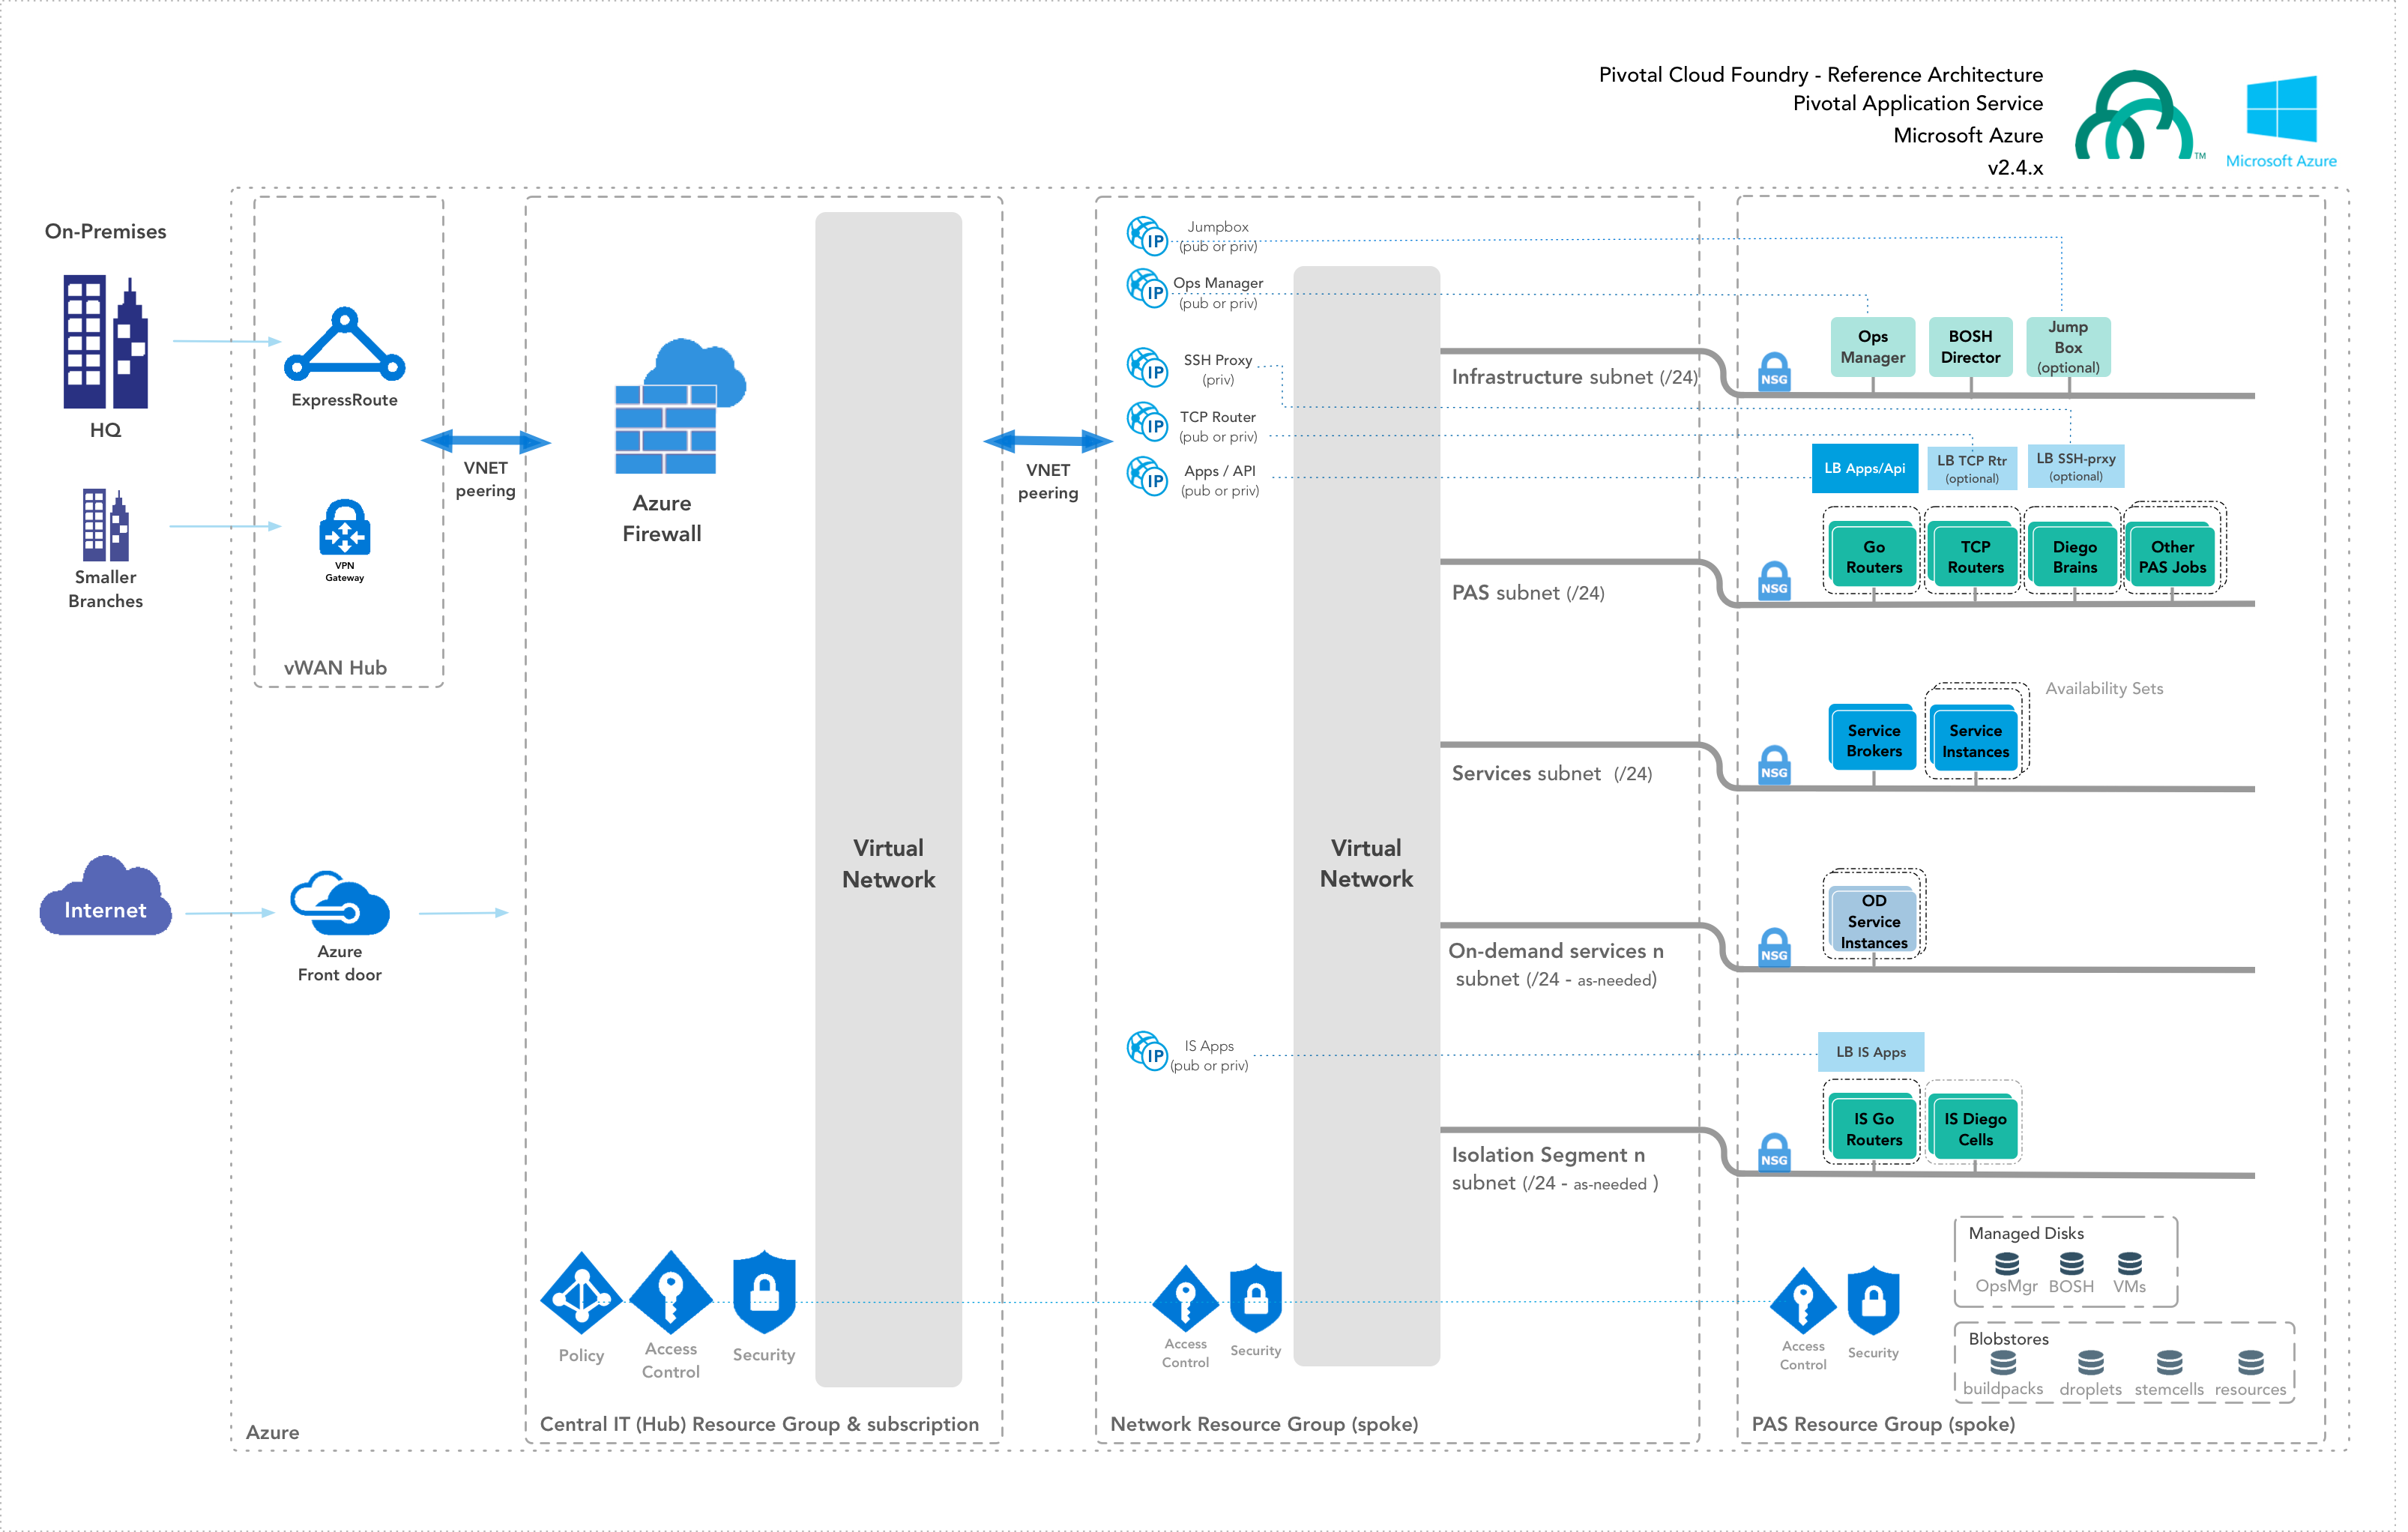 Pivotal Cloud Foundry - Reference Architecture
Pivotal Application Service
Microsoft Azure
v2.4.x
TM
Microsoft Azure
On-Premises
HQ
Smaller
Branches
Internet
ExpressRoute
VPN
Gateway
vWAN Hub
Azure
Front door
Azure
VNET
peering
Azure
Firewall
Virtual
Network
Policy
Access
Control
Security
Central IT (Hub) Resource Group & subscription
VNET
peering
IP
Jumpbox
(pub or priv)
IP
Ops Manager
(pub or priv)
IP
SSH Proxy
(priv)
IP
TCP Router
(pub or priv)
IP
Apps / API
(pub or priv)
IP
IS Apps
(pub or priv)
Virtual
Network
Infrastructure subnet (/24)
PAS subnet (/24)
Services subnet (/24)
On-demand services n
subnet (/24 - as-needed)
Isolation Segment n
subnet (/24 - as-needed )
Access
Control
Security
Network Resource Group (spoke)
NSG
Ops
Manager
BOSH
Director
Jump
Box
(optional)
LB Apps/Api
LB TCP Rtr
(optional)
LB SSH-prxy
(optional)
NSG
Go
Routers
TCP
Routers
Diego
Brains
Other
PAS Jobs
Availability Sets
NSG
Service
Brokers
Service
Instances
NSG
OD
Service
Instances
LB IS Apps
NSG
IS Go
Routers
IS Diego
Cells
Managed Disks
OpsMgr
BOSH
VMs
Blobstores
buildpacks
droplets
stemcells
resources
Access
Control
Security
PAS Resource Group (spoke)